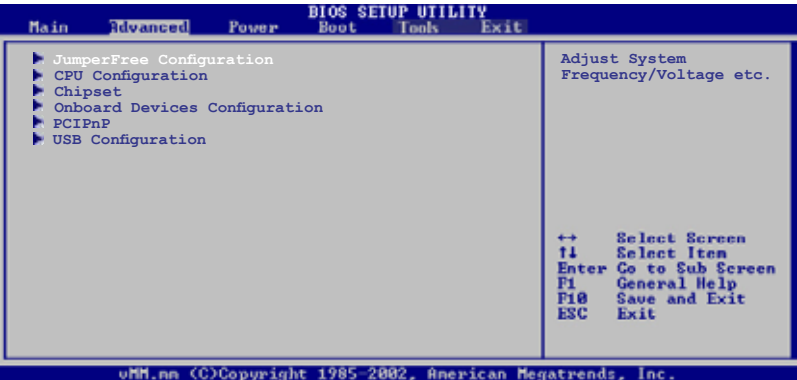 BIOS SETUP UTILITY
Main Advanced Power Boot Tools Exit
JumperFree Configuration
CPU Configuration
Chipset
Onboard Devices Configuration
PCIPnP
USB Configuration
Adjust System
Frequency/Voltage etc.
↔ Select Screen
↑↓ Select Item
Enter Go to Sub Screen
F1 General Help
F10 Save and Exit
ESC Exit
vMM.mm (C)Copyright 1985-2002, American Megatrends, Inc.